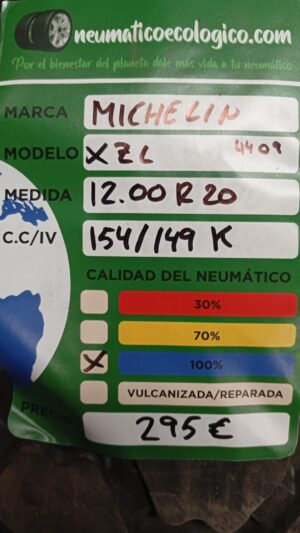 neumaticoecologico.com
Por el bienestar del planeta dale más vida a tu neumático
MARCA MICHELIN
MODELO XZL 4409
MEDIDA 12.00 R 20
C.C/IV 154/149 K
CALIDAD DEL NEUMÁTICO
30%
70%
X 100%
VULCANIZADA/REPARADA
PRECIO 295 €